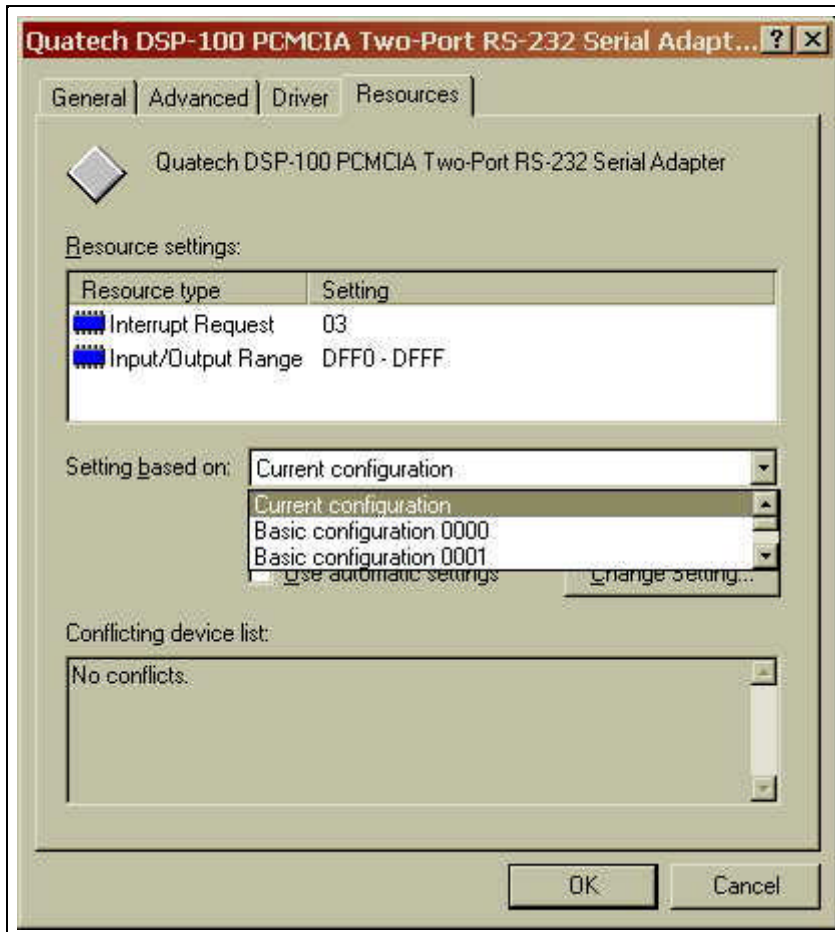 Quatech DSP-100 PCMCIA Two-Port RS-232 Serial Adapt... ? X
General Advanced Driver Resources
Quatech DSP-100 PCMCIA Two-Port RS-232 Serial Adapter
Resource settings:
Resource type Setting
Interrupt Request 03
Input/Output Range DFF0 - DFFF
Setting based on: Current configuration
Current configuration
Basic configuration 0000
Basic configuration 0001
Use automatic settings Change Setting...
Conflicting device list:
No conflicts.
OK Cancel